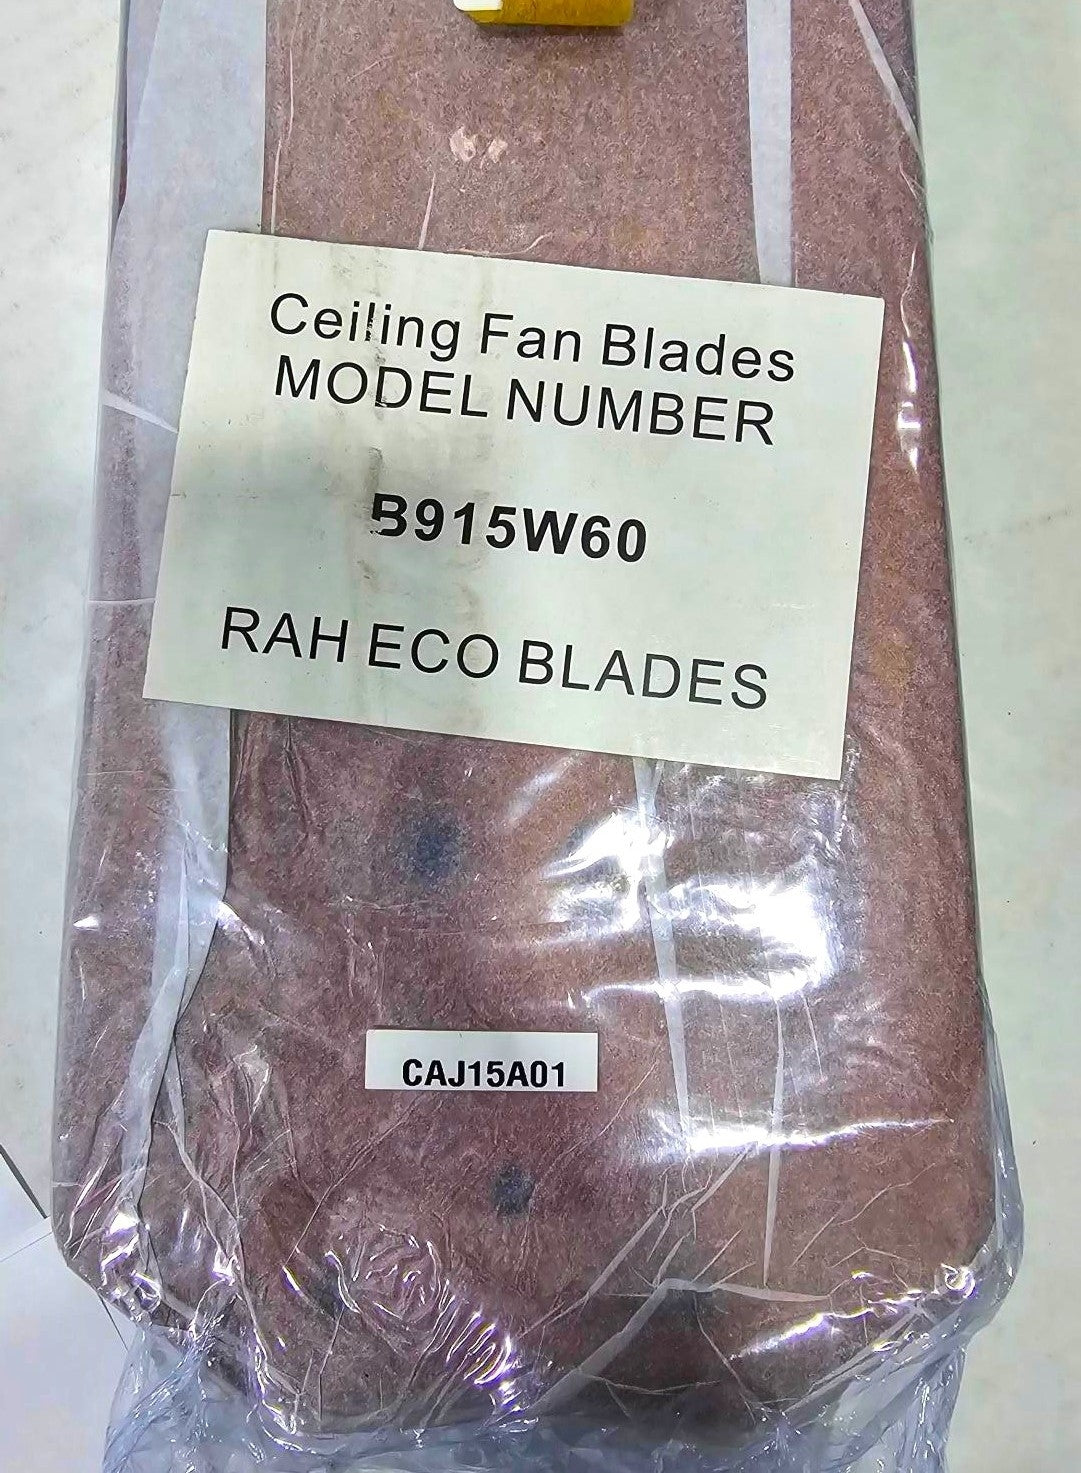 Ceiling Fan Blades
MODEL NUMBER
B915W60
RAH ECO BLADES
CAJ15A01